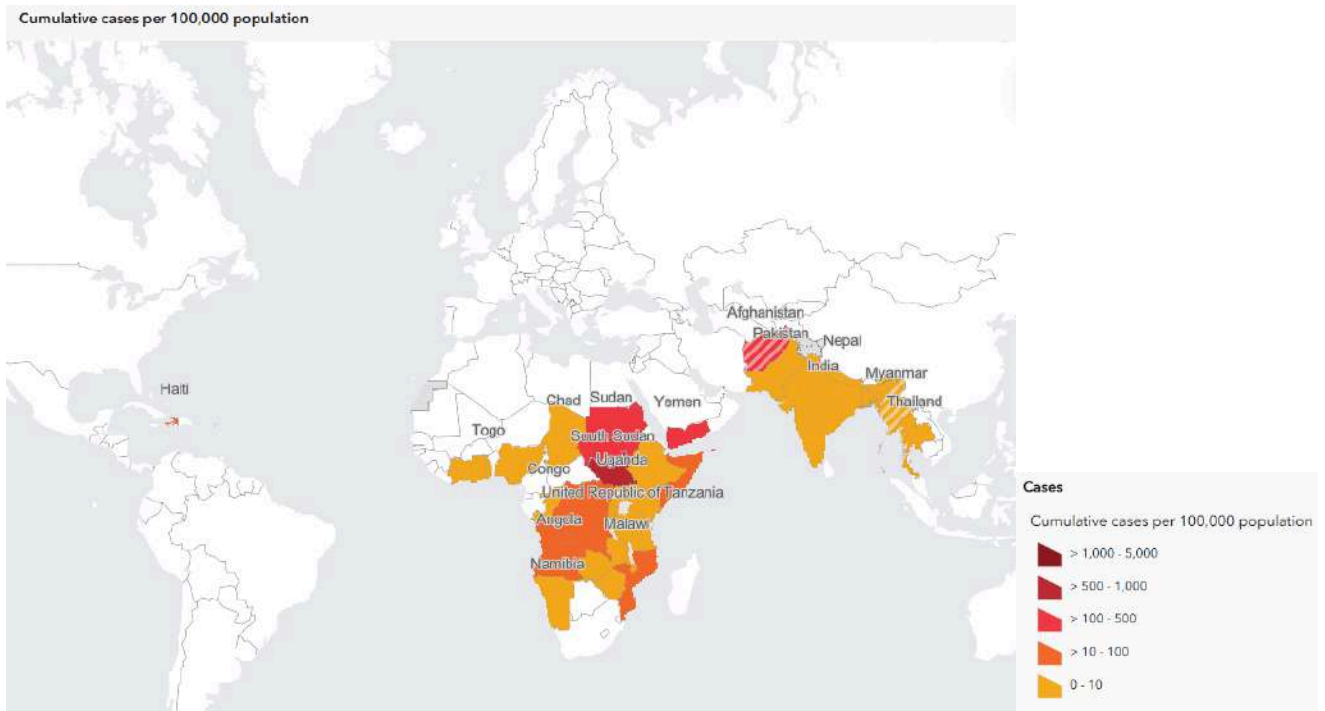 Cumulative cases per 100,000 population
Afghanistan
Pakistan
Nepal
India
Myanmar
Thailand
Haiti
Chad
Sudan
Yemen
Togo
South Sudan
Uganda
Congo
United Republic of Tanzania
Angola
Malawi
Namibia
Cases
Cumulative cases per 100,000 population
> 1,000 - 5,000
> 500 - 1,000
> 100 - 500
> 10 - 100
0 - 10